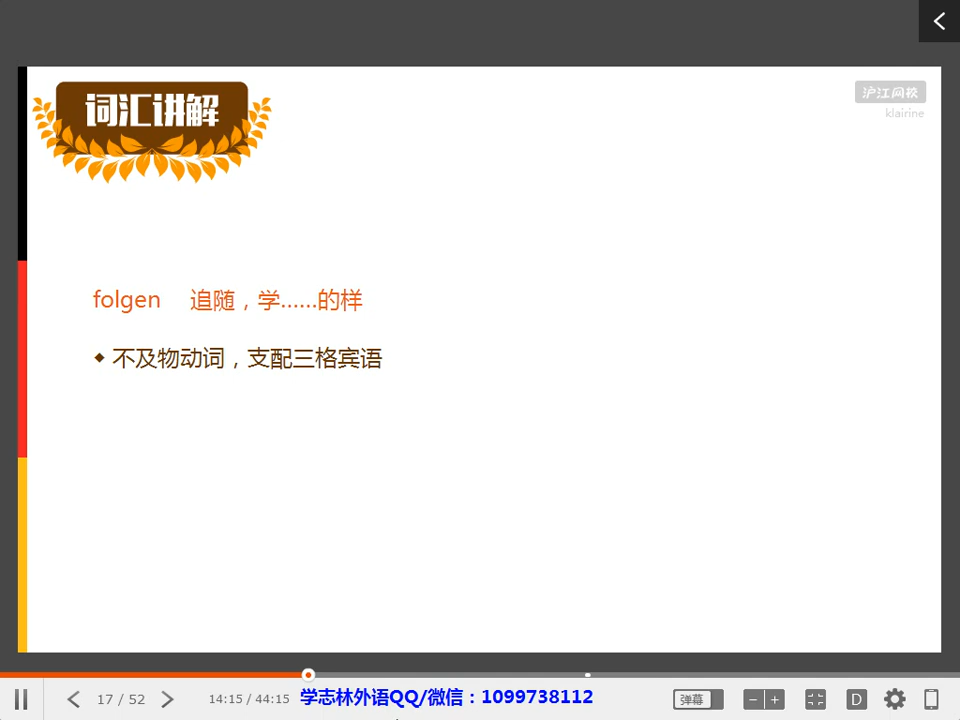 词汇讲解
沪江网校
klairine
folgen 追随，学……的样
◆ 不及物动词，支配三格宾语
17 / 52
14:15 / 44:15
学志林外语QQ/微信：1099738112
弹幕
D